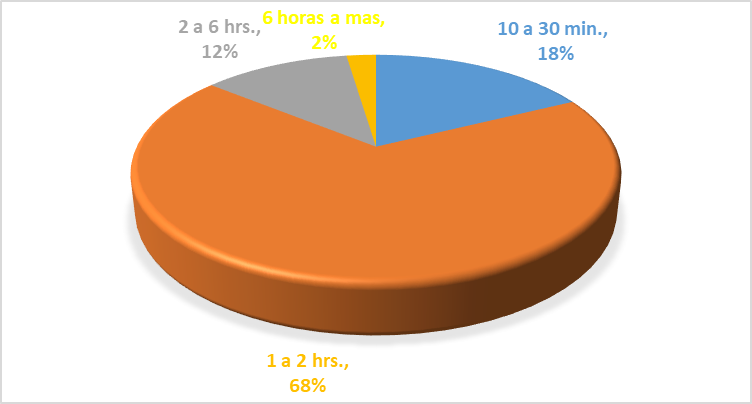 6 horas a mas,
2%
10 a 30 min.,
18%
2 a 6 hrs.,
12%
1 a 2 hrs.,
68%